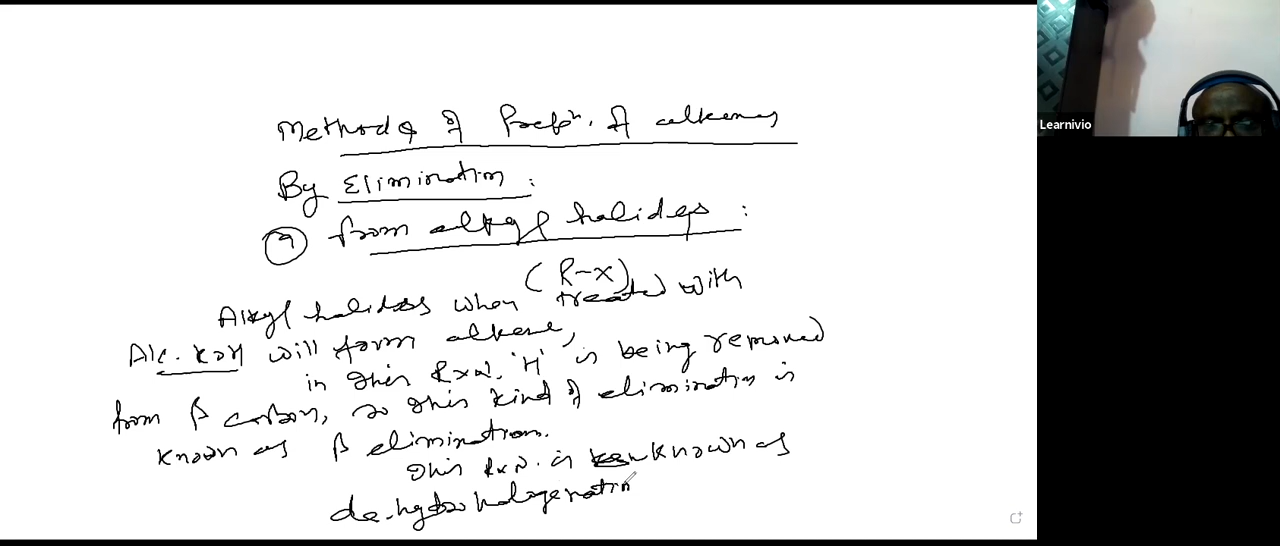 Methods of Prepn. of alkenes
By Elimination :
(a) from alkyl halides :
(R-X)
Alkyl halides when treated with
Alc. KOH will form alkene,
in this RXN. 'H' is being removed
from β carbon, so this kind of elimination is
known as β elimination.
This RXN. is known as
de-hydro halogenation
Learnivio